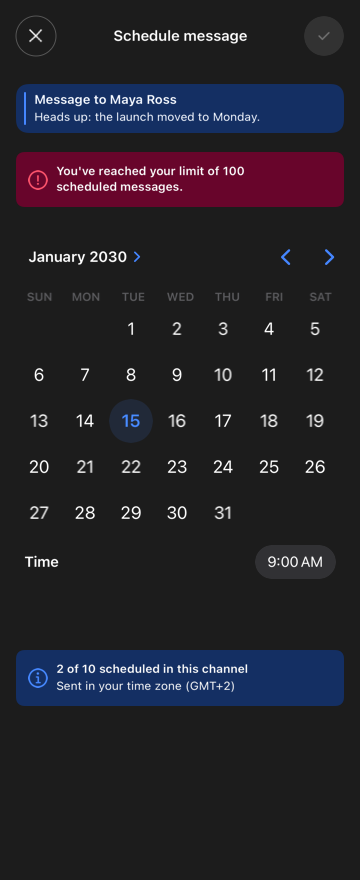 Schedule message
Message to Maya Ross
Heads up: the launch moved to Monday.
You've reached your limit of 100
scheduled messages.
January 2030
SUN MON TUE WED THU FRI SAT
1 2 3 4 5
6 7 8 9 10 11 12
13 14 15 16 17 18 19
20 21 22 23 24 25 26
27 28 29 30 31
Time 9:00 AM
2 of 10 scheduled in this channel
Sent in your time zone (GMT+2)